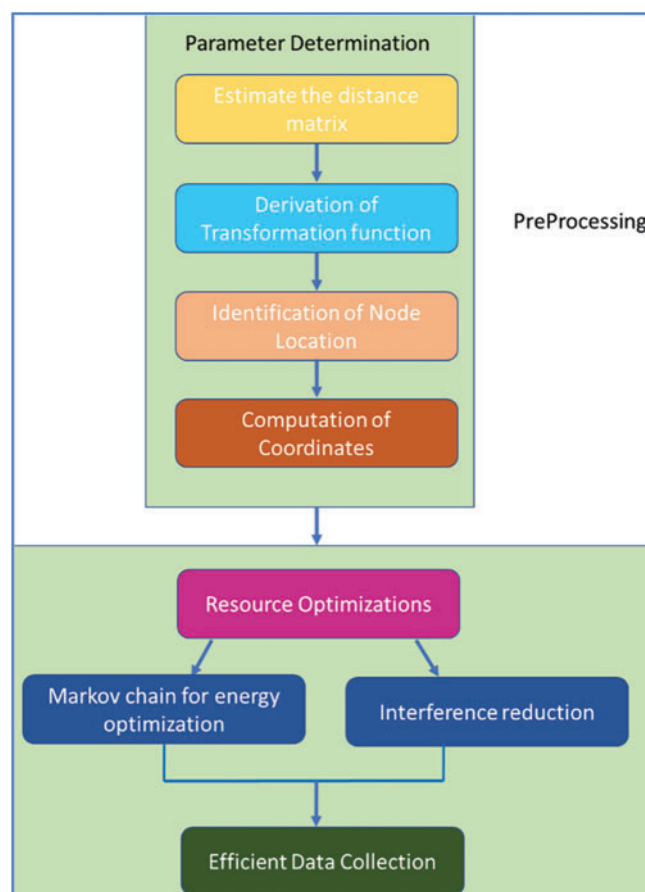 Parameter Determination
Estimate the distance
matrix
Derivation of
Transformation function
PreProcessing
Identification of Node
Location
Computation of
Coordinates
Resource Optimizations
Markov chain for energy
optimization
Interference reduction
Efficient Data Collection